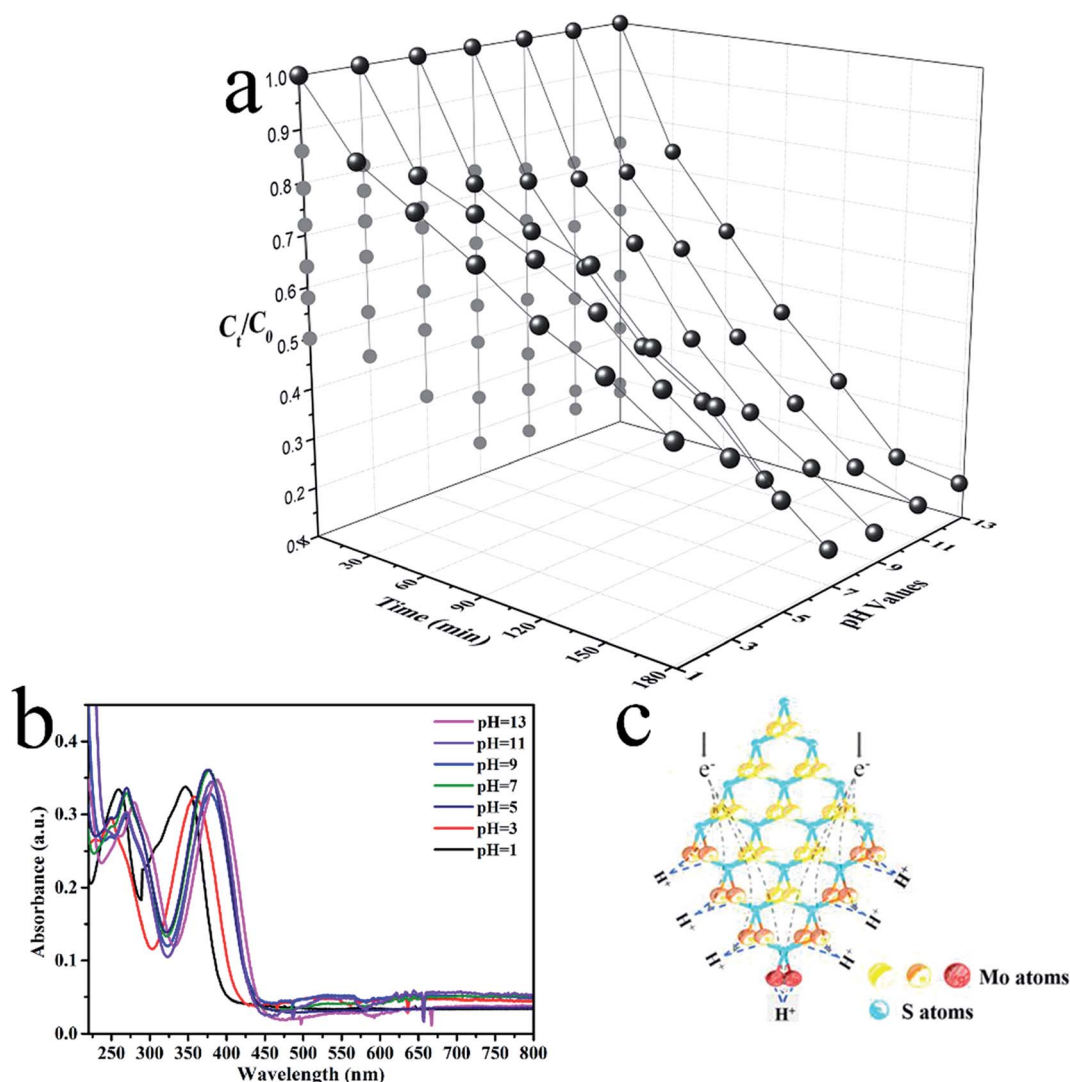 a
1.0
0.9
0.8
0.7
0.6
0.5
0.4
0.3
0.2
Ct/C0
30
60
90
120
150
180
Time (min)
1
3
5
7
9
11
13
pH Values
b
0.4
0.3
0.2
0.1
0.0
Absorbance (a.u.)
pH=13
pH=11
pH=9
pH=7
pH=5
pH=3
pH=1
250 300 350 400 450 500 550 600 650 700 750 800
Wavelength (nm)
c
e- e-
H+ H+
H+ H+
H+ H+
H+
Mo atoms
S atoms